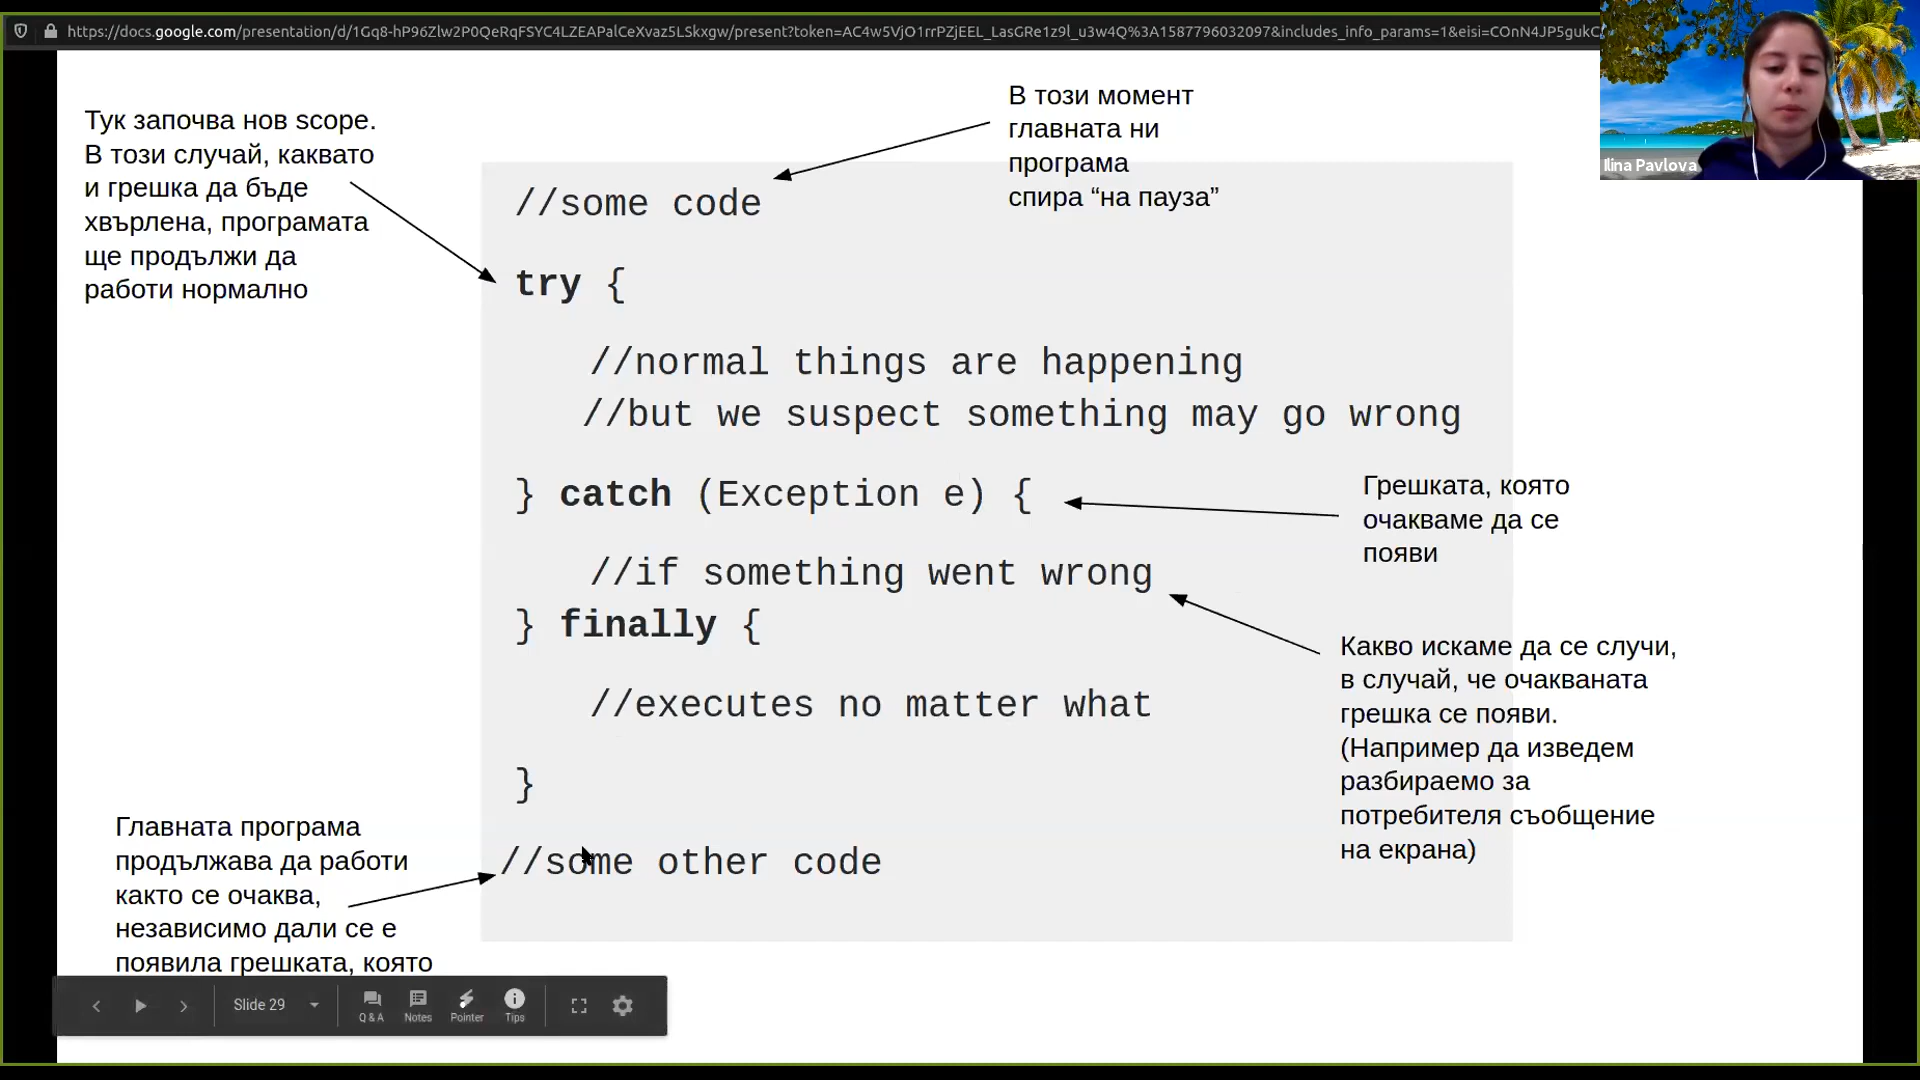 https://docs.google.com/presentation/d/1Gq8-hP96Zlw2P0QeRqFSYC4LZEAPalCeXvaz5LSkxgw/present?token=AC4w5VjO1rrPZjEEL_LasGRe1z9l_u3w4Q%3A1587796032097&includes_info_params=1&eisi=COnN4JP5gukC
Ilina Pavlova
В този момент
главната ни
програма
спира “на пауза”
Тук започва нов scope.
В този случай, каквато
и грешка да бъде
хвърлена, програмата
ще продължи да
работи нормално
//some code
try {
//normal things are happening
//but we suspect something may go wrong
} catch (Exception e) {
//if something went wrong
} finally {
//executes no matter what
}
//some other code
Грешката, която
очакваме да се
появи
Какво искаме да се случи,
в случай, че очакваната
грешка се появи.
(Например да изведем
разбираемо за
потребителя съобщение
на екрана)
Главната програма
продължава да работи
както се очаква,
независимо дали се е
появила грешката, която
Slide 29
Q & A
Notes
Pointer
Tips